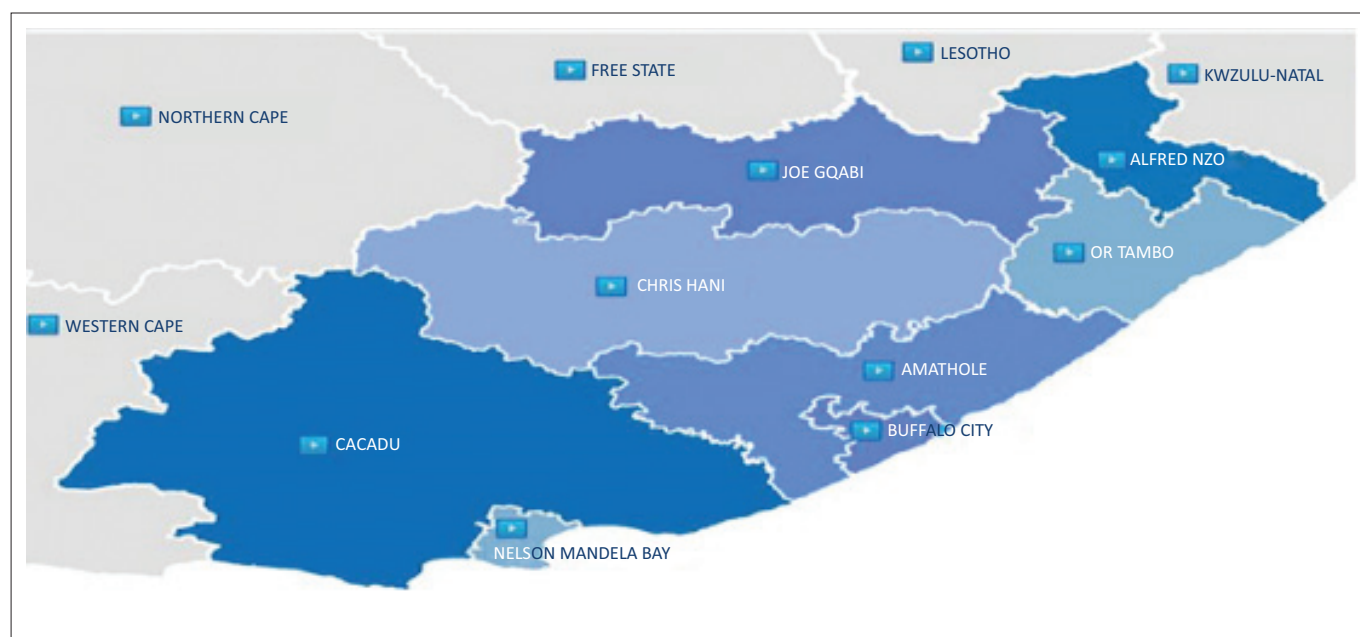 LESOTHO
FREE STATE
KWZULU-NATAL
NORTHERN CAPE
ALFRED NZO
JOE GQABI
OR TAMBO
CHRIS HANI
WESTERN CAPE
AMATHOLE
BUFFALO CITY
CACADU
NELSON MANDELA BAY